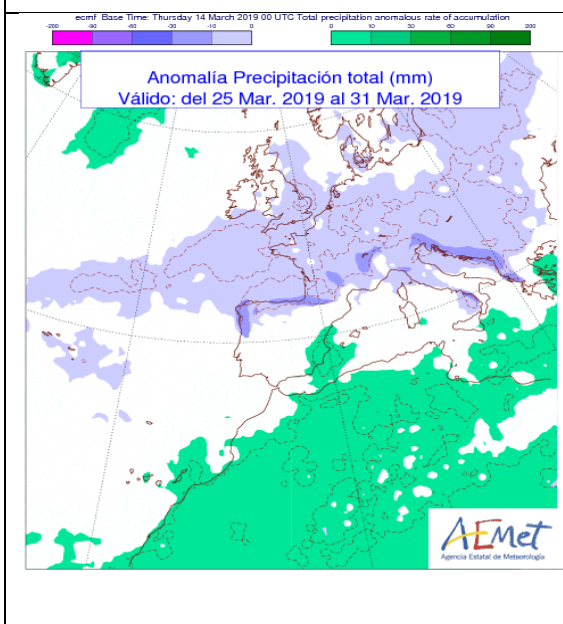 ecmf Base Time: Thursday 14 March 2019 00 UTC Total precipitation anomalous rate of accumulation
-200 -90 -60 -30 -10 0 0 10 30 60 90 200
Anomalía Precipitación total (mm)
Válido: del 25 Mar. 2019 al 31 Mar. 2019
AEMet
Agencia Estatal de Meteorología